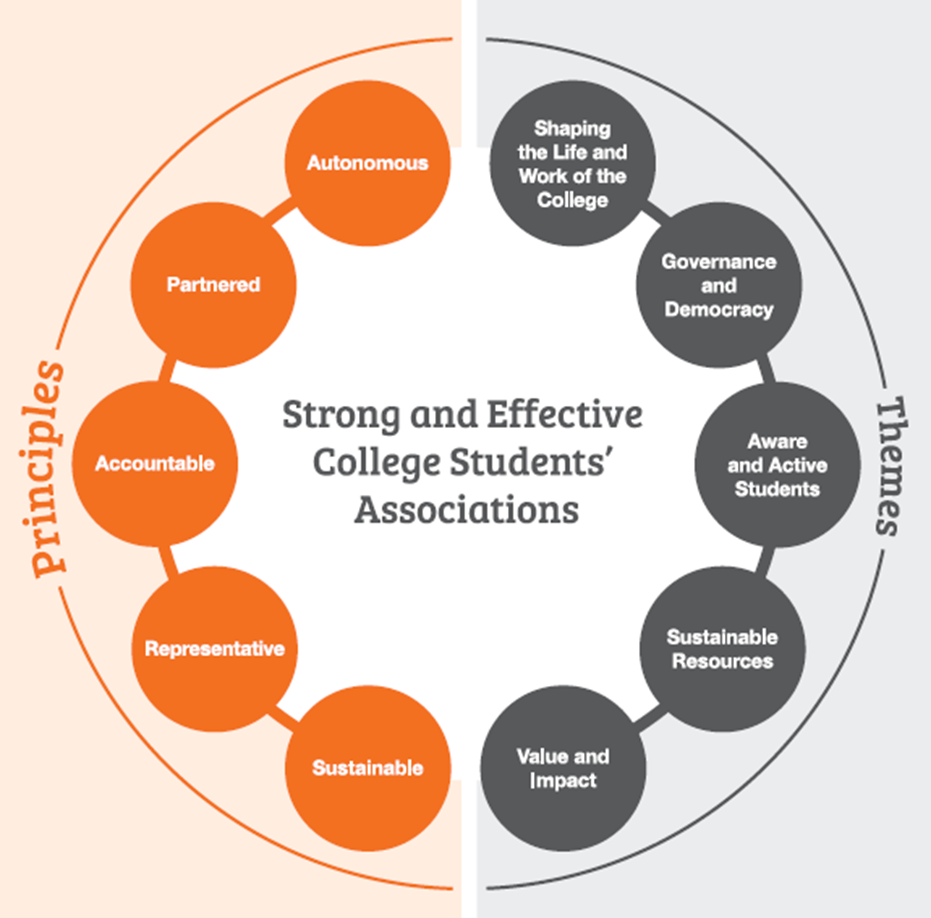 Principles
Autonomous
Partnered
Accountable
Representative
Sustainable
Strong and Effective
College Students’
Associations
Themes
Shaping
the Life and
Work of the
College
Governance
and
Democracy
Aware
and Active
Students
Sustainable
Resources
Value and
Impact